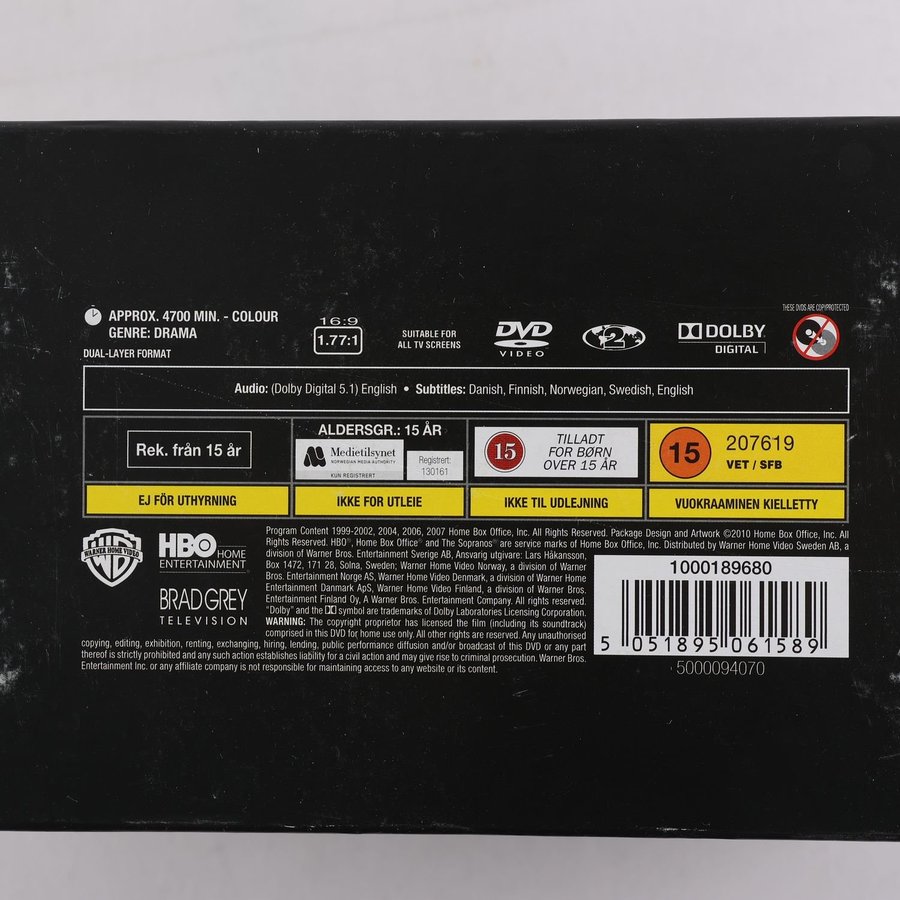 THESE DVDS ARE COPYPROTECTED
APPROX. 4700 MIN. - COLOUR
GENRE: DRAMA
DUAL-LAYER FORMAT
16:9
1.77:1
SUITABLE FOR
ALL TV SCREENS
DVD
VIDEO
2
DOLBY
DIGITAL
Audio: (Dolby Digital 5.1) English • Subtitles: Danish, Finnish, Norwegian, Swedish, English
Rek. från 15 år
ALDERSGR.: 15 ÅR
Medietilsynet
NORWEGIAN MEDIA AUTHORITY
KUN REGISTRERT
Registrert:
130161
15
TILLADT
FOR BØRN
OVER 15 ÅR
15
207619
VET / SFB
EJ FÖR UTHYRNING
IKKE FOR UTLEIE
IKKE TIL UDLEJNING
VUOKRAAMINEN KIELLETTY
WB
WARNER HOME VIDEO
HBO HOME
ENTERTAINMENT
BRAD GREY
TELEVISION
Program Content 1999-2002, 2004, 2006, 2007 Home Box Office, Inc. All Rights Reserved. Package Design and Artwork ©2010 Home Box Office, Inc. All
Rights Reserved. HBO®, Home Box Office® and The Sopranos® are service marks of Home Box Office, Inc. Distributed by Warner Home Video Sweden AB, a
division of Warner Bros. Entertainment Sverige AB, Ansvarig utgivare: Lars Håkansson,
Box 1472, 171 28, Solna, Sweden; Warner Home Video Norway, a division of Warner Bros.
Entertainment Norge AS, Warner Home Video Denmark, a division of Warner Home
Entertainment Danmark ApS, Warner Home Video Finland, a division of Warner Bros.
Entertainment Finland Oy, A Warner Bros. Entertainment Company. All rights reserved.
"Dolby" and the symbol are trademarks of Dolby Laboratories Licensing Corporation.
WARNING: The copyright proprietor has licensed the film (including its soundtrack)
comprised in this DVD for home use only. All other rights are reserved. Any unauthorised
copying, editing, exhibition, renting, exchanging, hiring, lending, public performance diffusion and/or broadcast of this DVD or any part
thereof is strictly prohibited and any such action establishes liability for a civil action and may give rise to criminal prosecution. Warner Bros.
Entertainment Inc. or any affiliate company is not responsible for maintaining access to any website or its content.
1000189680
5 051895 061589
5000094070